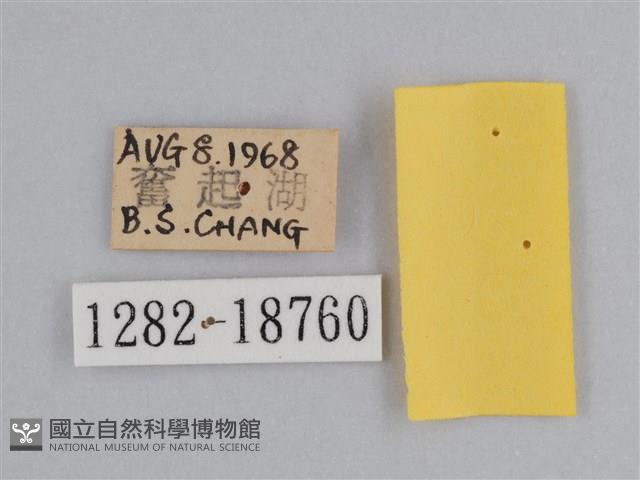 AUG 8. 1968
奮起湖
B.S. CHANG
1282-18760
國立自然科學博物館
NATIONAL MUSEUM OF NATURAL SCIENCE